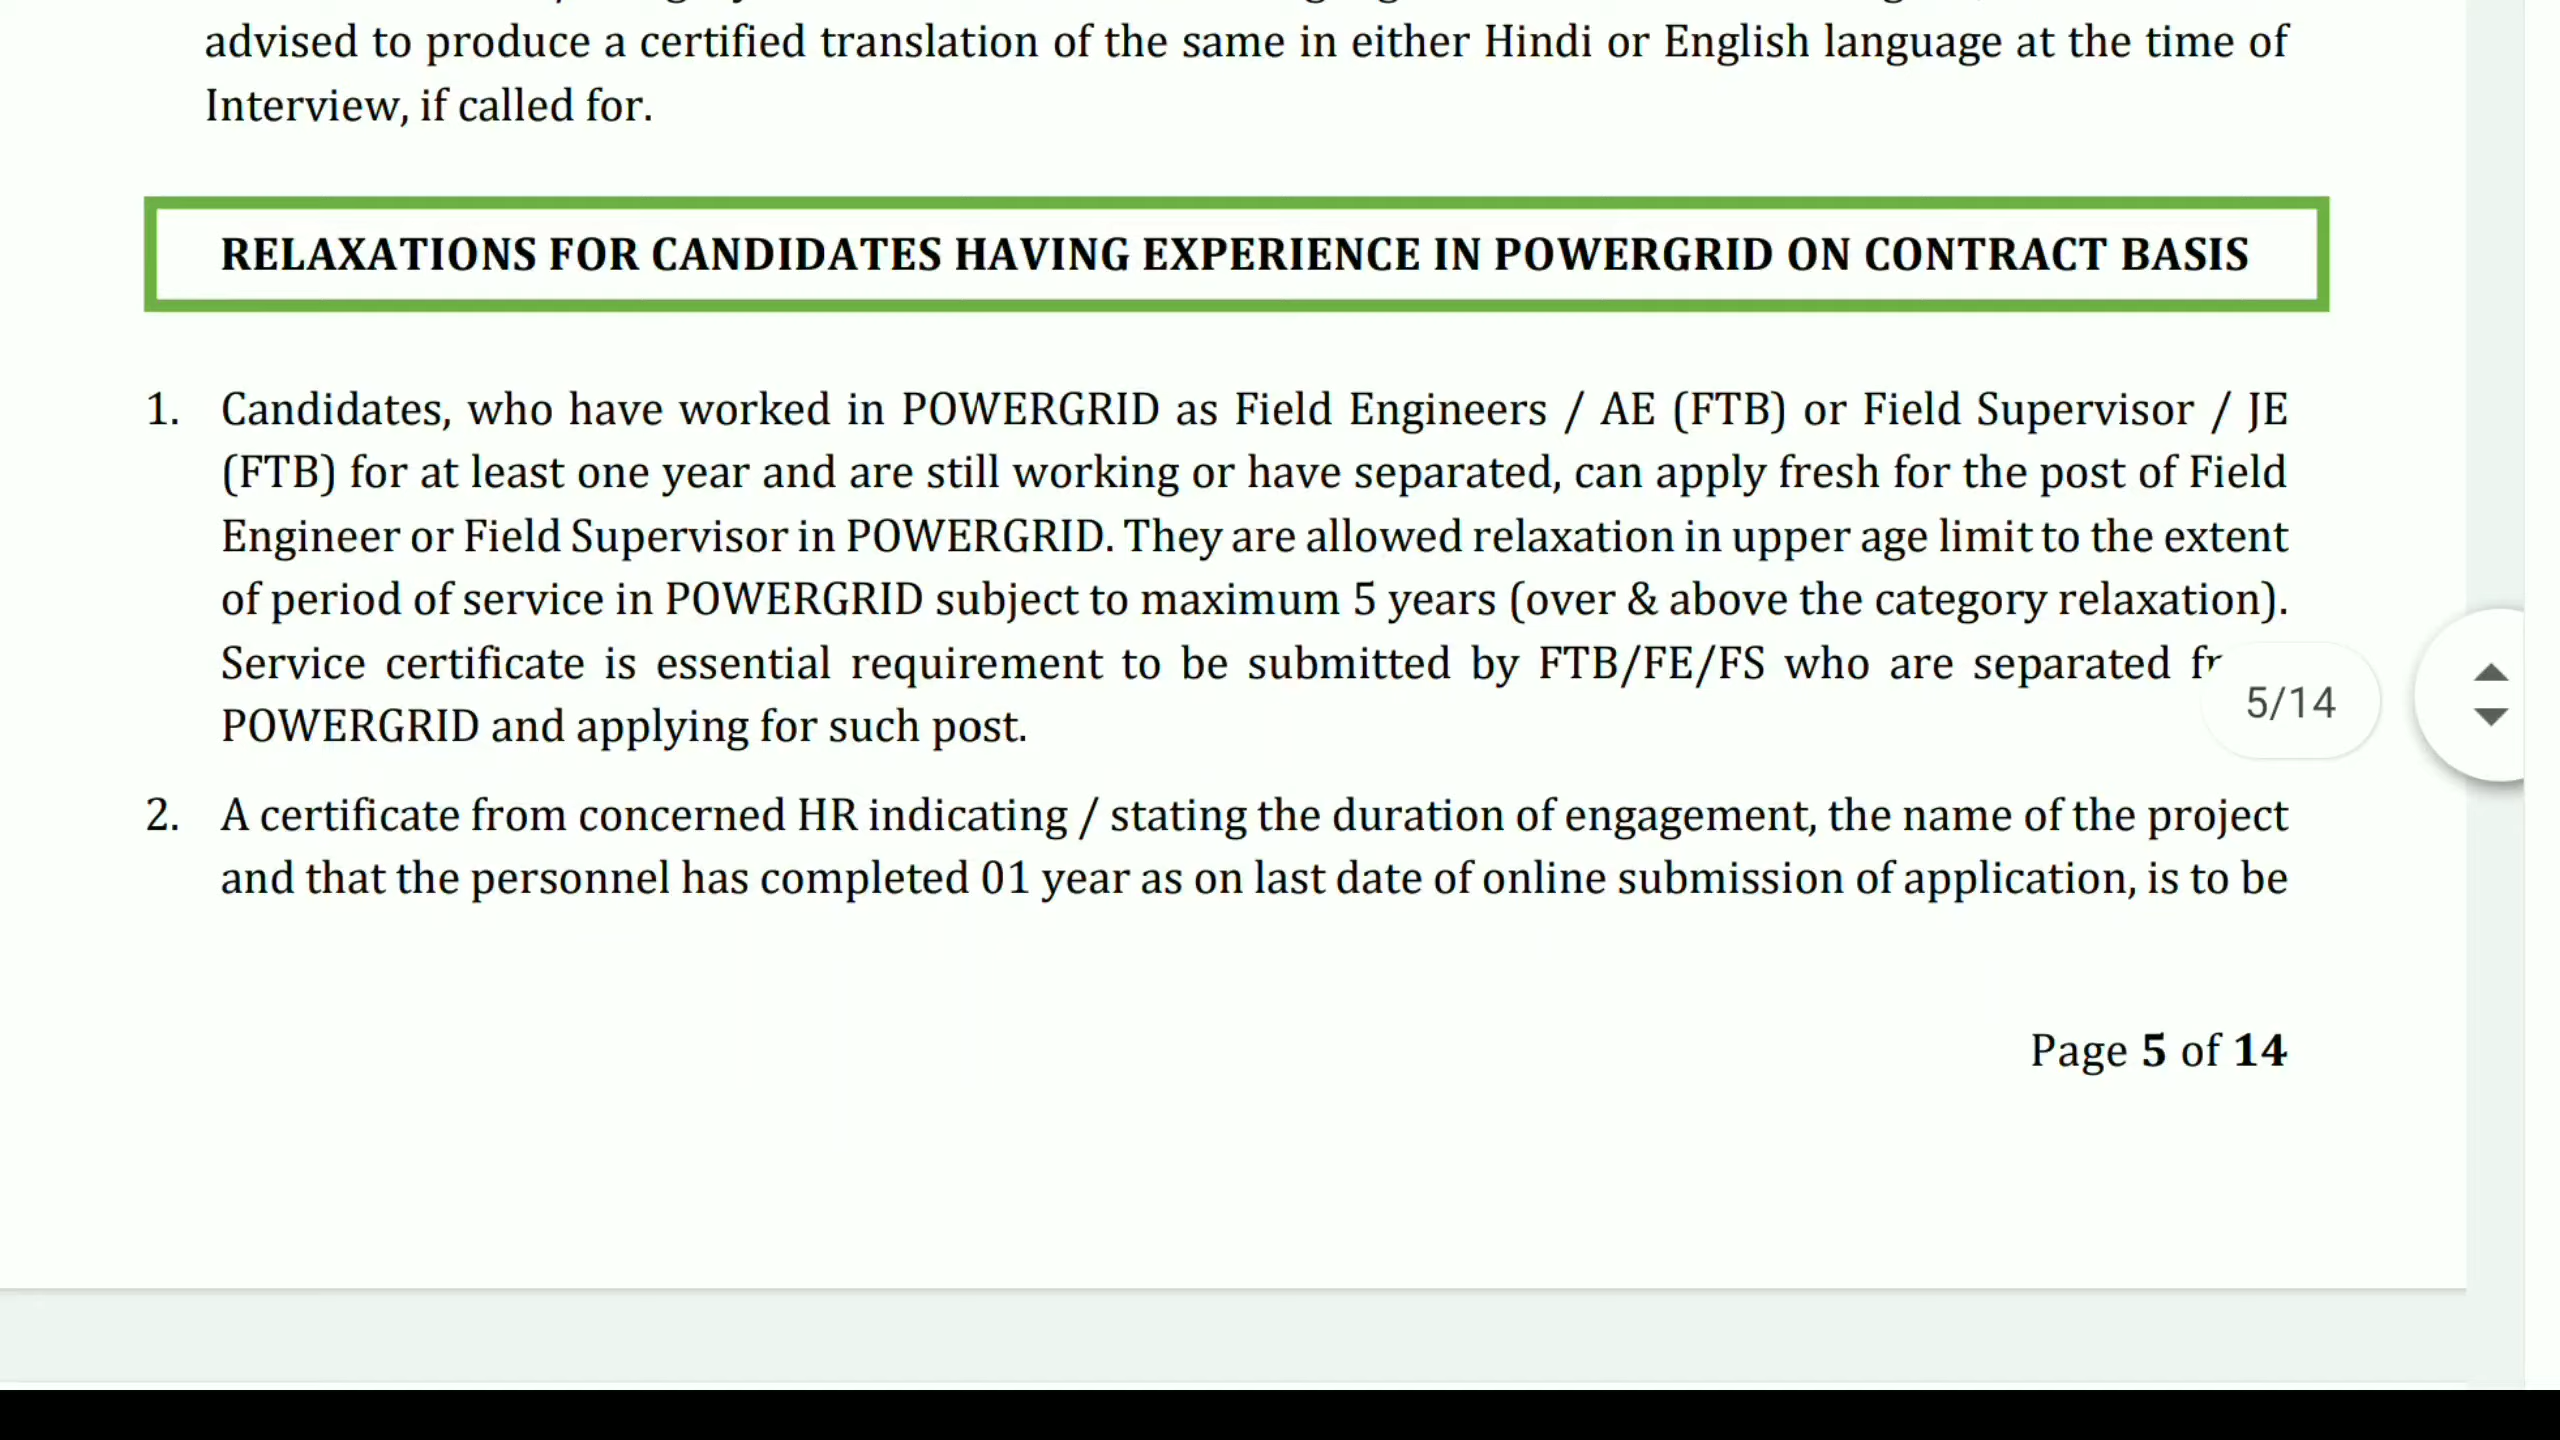 advised to produce a certified translation of the same in either Hindi or English language at the time of
Interview, if called for.
RELAXATIONS FOR CANDIDATES HAVING EXPERIENCE IN POWERGRID ON CONTRACT BASIS
1. Candidates, who have worked in POWERGRID as Field Engineers / AE (FTB) or Field Supervisor / JE
(FTB) for at least one year and are still working or have separated, can apply fresh for the post of Field
Engineer or Field Supervisor in POWERGRID. They are allowed relaxation in upper age limit to the extent
of period of service in POWERGRID subject to maximum 5 years (over & above the category relaxation).
Service certificate is essential requirement to be submitted by FTB/FE/FS who are separated
5/14
POWERGRID and applying for such post.
2. A certificate from concerned HR indicating / stating the duration of engagement, the name of the project
and that the personnel has completed 01 year as on last date of online submission of application, is to be
Page 5 of 14